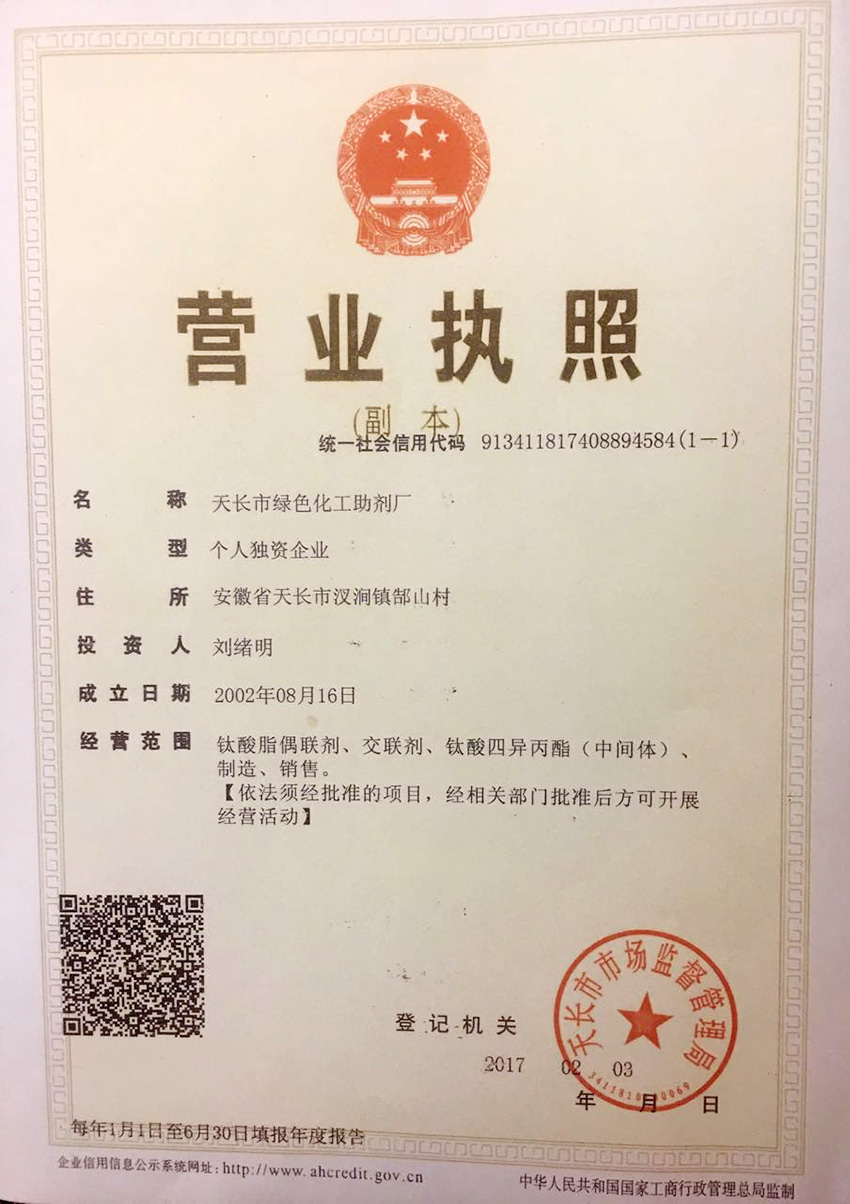 营业执照
(副 本)
统一社会信用代码 913411817408894584(1-1)
名称 天长市绿色化工助剂厂
类型 个人独资企业
住所 安徽省天长市汊涧镇郜山村
投资人 刘绪明
成立日期 2002年08月16日
经营范围 钛酸脂偶联剂、交联剂、钛酸四异丙酯（中间体）、
制造、销售。
【依法须经批准的项目，经相关部门批准后方可开展
经营活动】
天长市市场监督管理局
登记机关
2017 02 03
年 月 日
每年1月1日至6月30日填报年度报告
企业信用信息公示系统网址：http://www.ahcredit.gov.cn
中华人民共和国国家工商行政管理总局监制